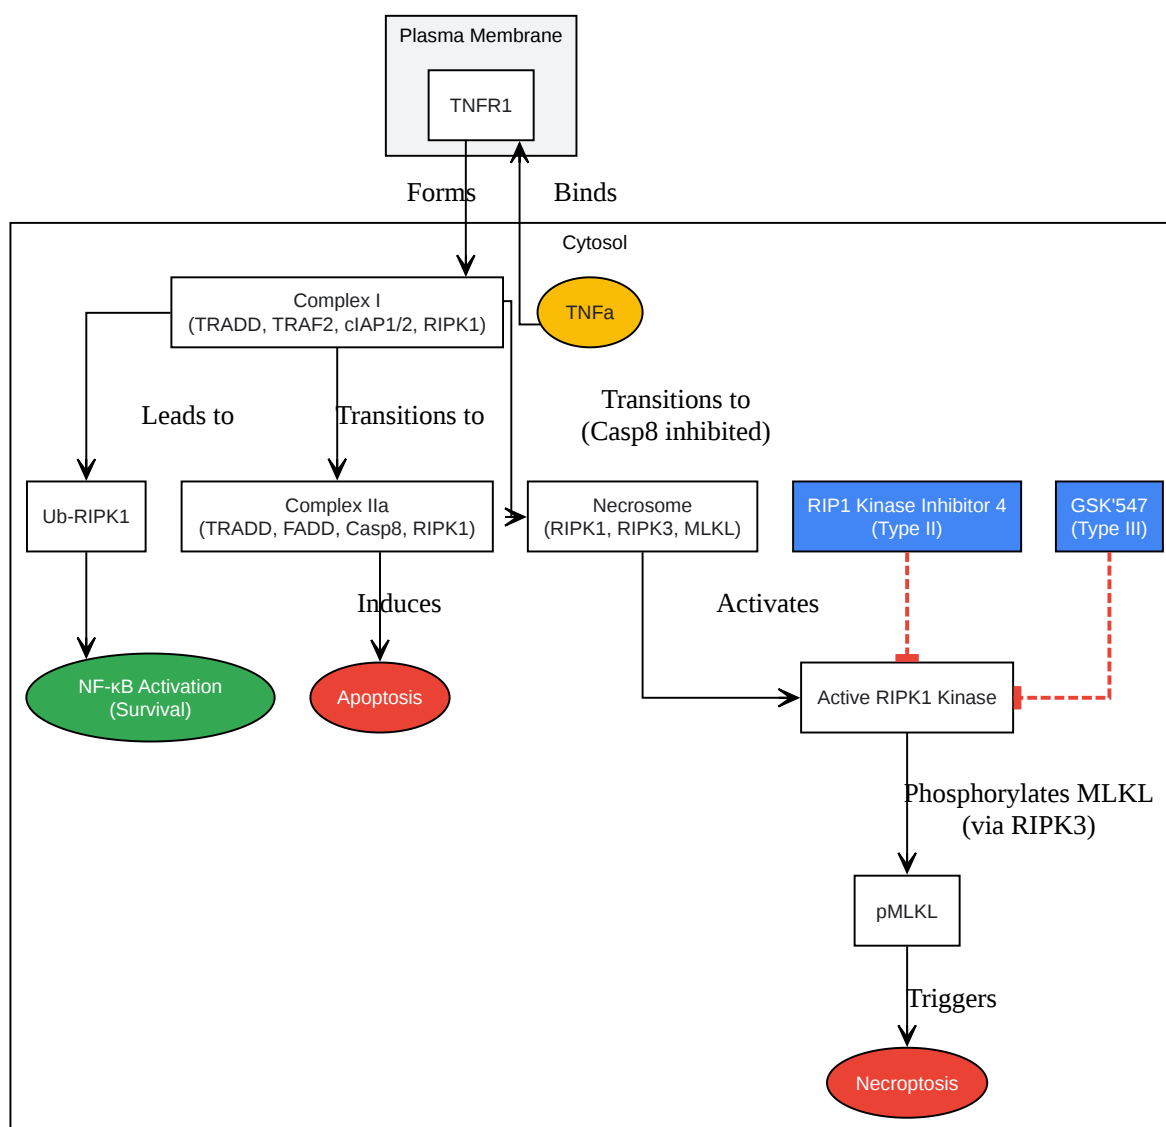 Plasma Membrane
TNFR1
Forms
Binds
Cytosol
Complex I
(TRADD, TRAF2, cIAP1/2, RIPK1)
TNFa
Leads to
Transitions to
Transitions to
(Casp8 inhibited)
Ub-RIPK1
Complex IIa
(TRADD, FADD, Casp8, RIPK1)
Necrosome
(RIPK1, RIPK3, MLKL)
RIP1 Kinase Inhibitor 4
(Type II)
GSK'547
(Type III)
Induces
Activates
NF-κB Activation
(Survival)
Apoptosis
Active RIPK1 Kinase
Phosphorylates MLKL
(via RIPK3)
pMLKL
Triggers
Necroptosis